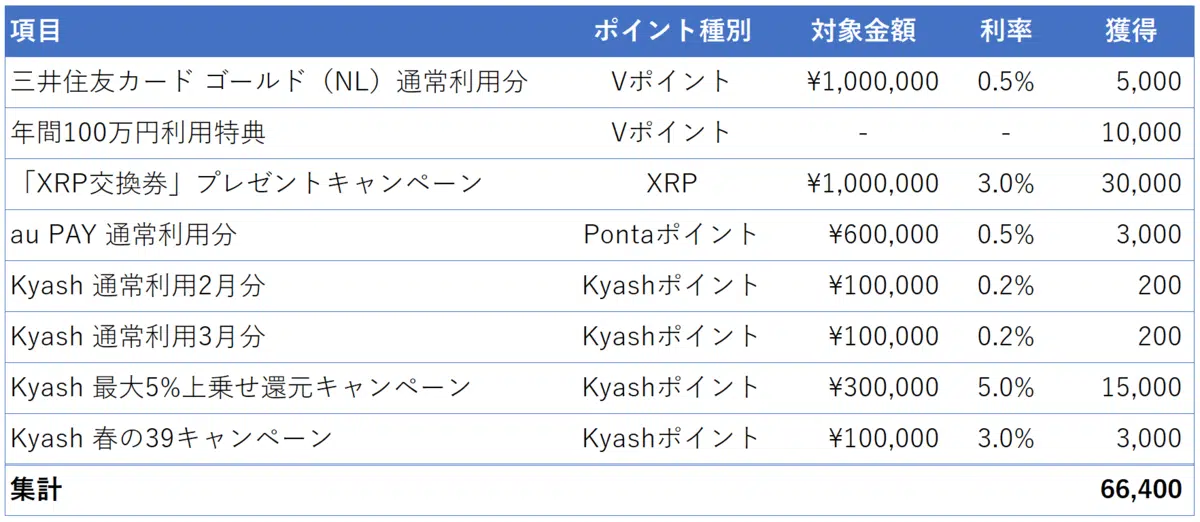 項目 ポイント種別 対象金額 利率 獲得
三井住友カード ゴールド（NL）通常利用分 Vポイント ¥1,000,000 0.5% 5,000
年間100万円利用特典 Vポイント - - 10,000
「XRP交換券」プレゼントキャンペーン XRP ¥1,000,000 3.0% 30,000
au PAY 通常利用分 Pontaポイント ¥600,000 0.5% 3,000
Kyash 通常利用2月分 Kyashポイント ¥100,000 0.2% 200
Kyash 通常利用3月分 Kyashポイント ¥100,000 0.2% 200
Kyash 最大5%上乗せ還元キャンペーン Kyashポイント ¥300,000 5.0% 15,000
Kyash 春の39キャンペーン Kyashポイント ¥100,000 3.0% 3,000
集計 66,400